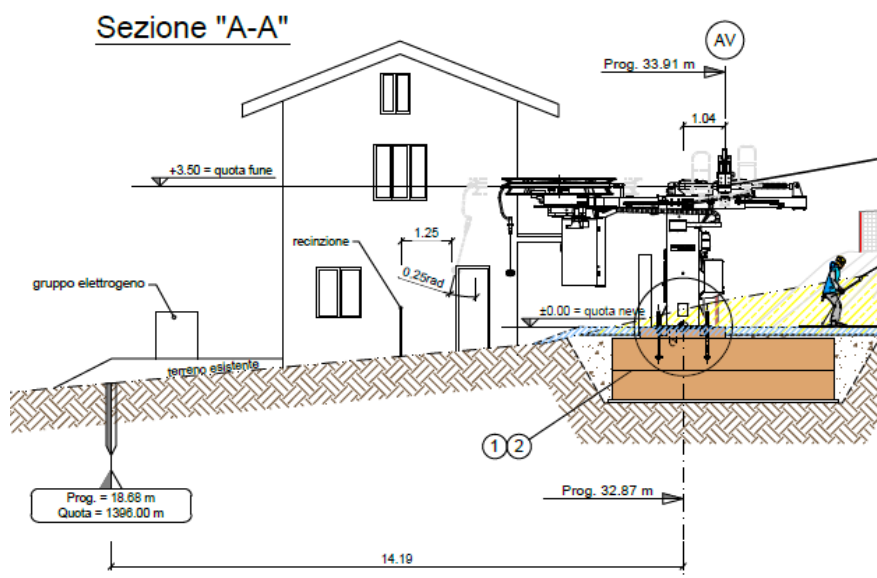 Sezione "A-A"
AV
Prog. 33.91 m
1.04
+3.50 = quota fune
1.25
recinzione
0.25rad
gruppo elettrogeno
±0.00 = quota neve
terreno esistente
1
2
Prog. = 18.68 m
Quota = 1396.00 m
Prog. 32.87 m
14.19